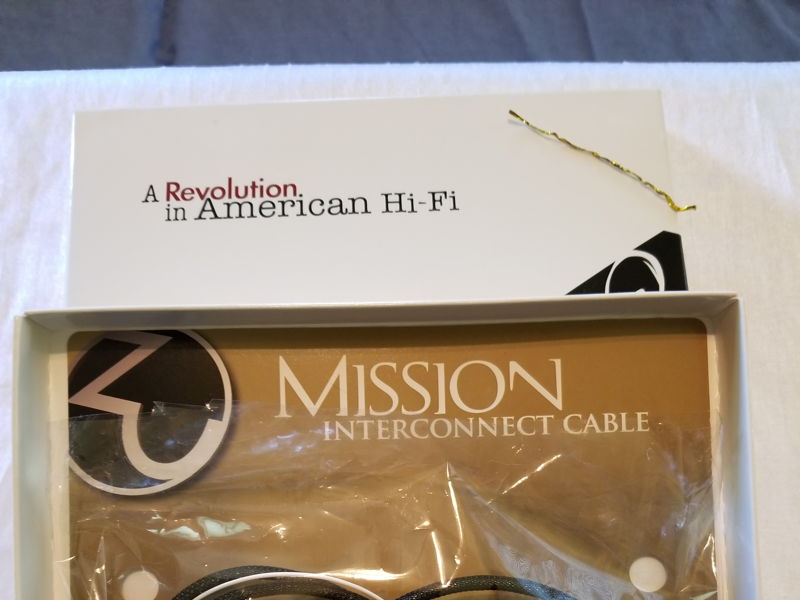 A Revolution
in American Hi-Fi
MISSION
INTERCONNECT CABLE